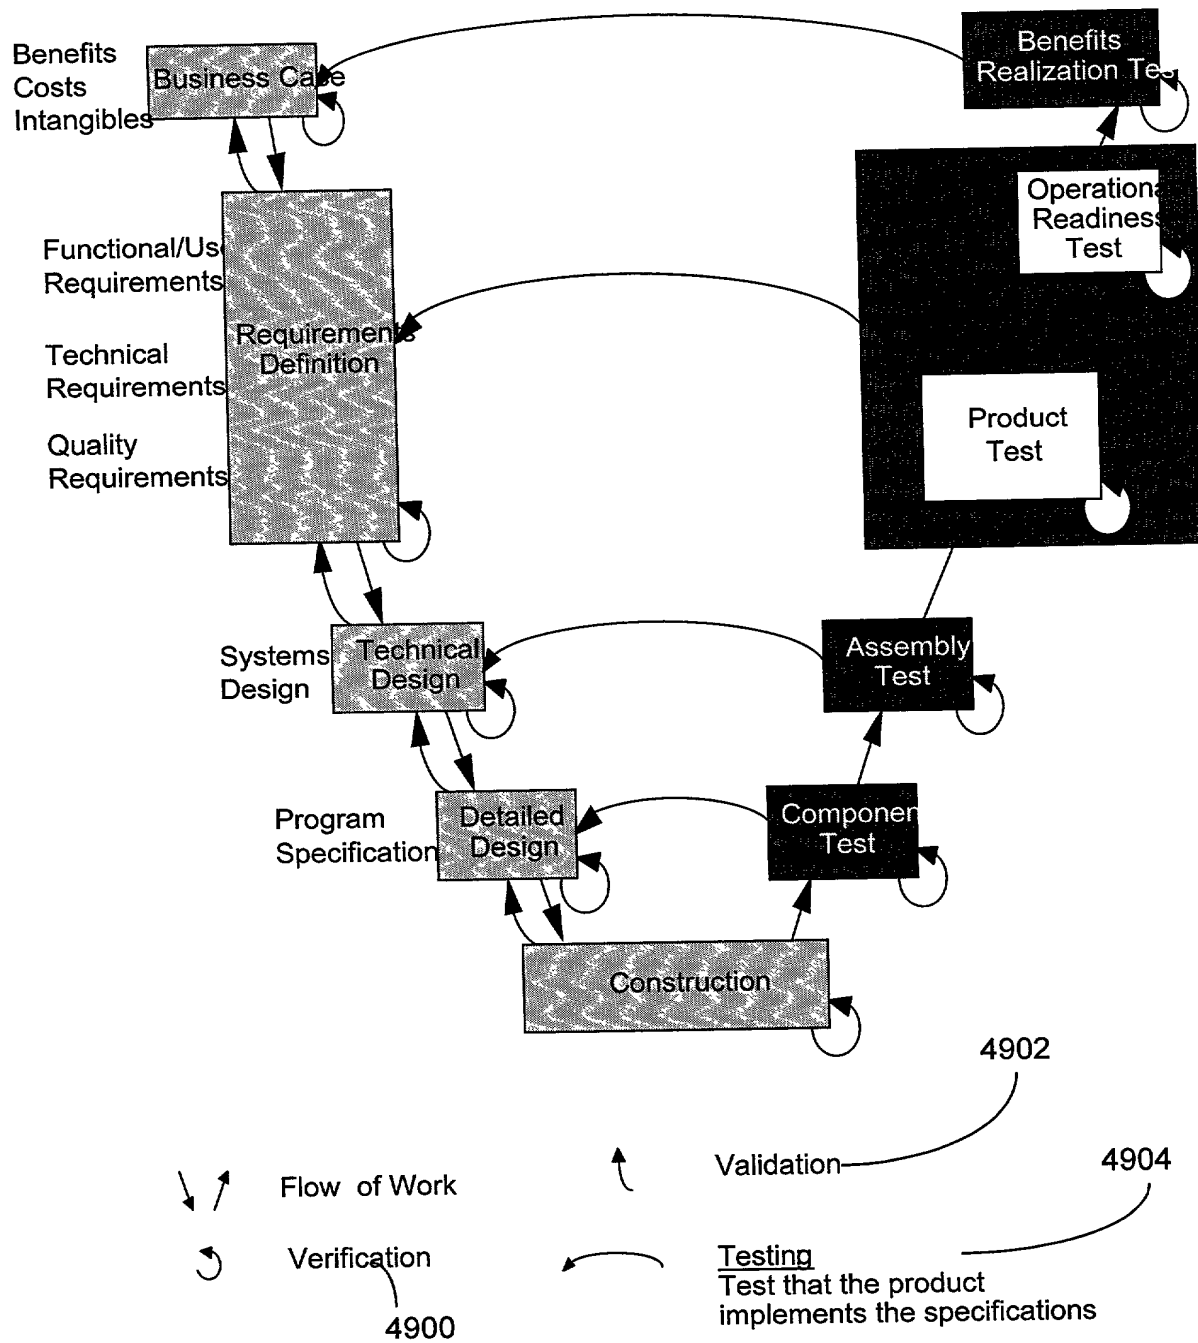 Benefits
Costs
Intangibles
Business Case
Benefits
Realization Tes
Functional/Use
Requirements
Technical
Requirements
Quality
Requirements
Requirements
Definition
Operationa
Readiness
Test
Product
Test
Systems
Design
Technical
Design
Assembly
Test
Program
Specification
Detailed
Design
Componen
Test
Construction
4902
Validation
4904
Flow of Work
Verification
4900
Testing
Test that the product
implements the specifications